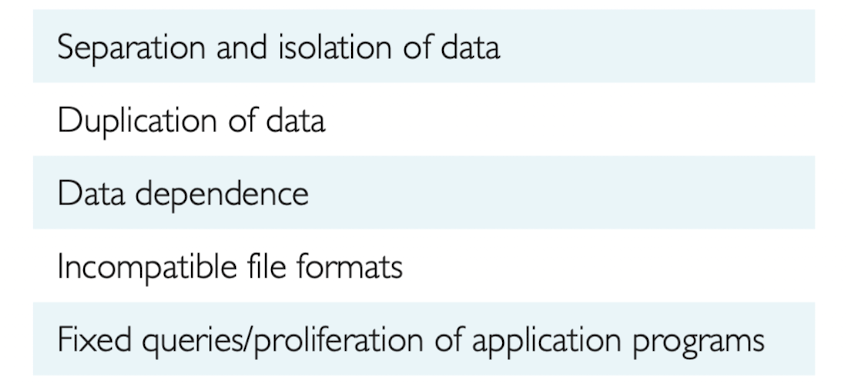 Separation and isolation of data
Duplication of data
Data dependence
Incompatible file formats
Fixed queries/proliferation of application programs